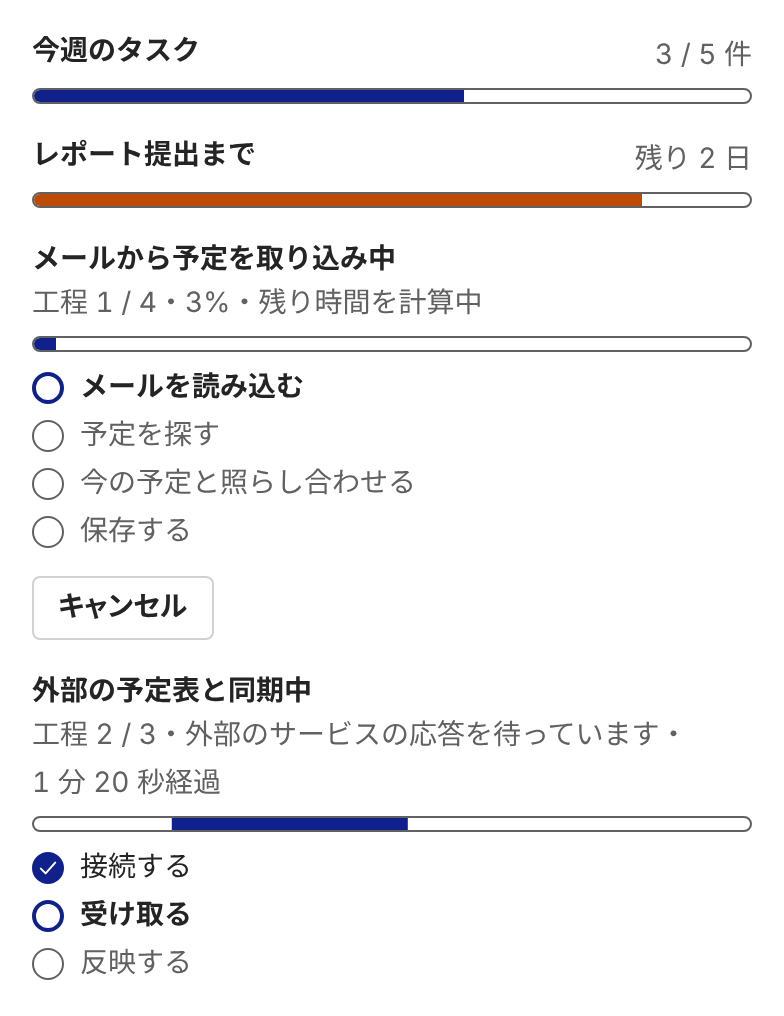 今週のタスク
3 / 5 件
レポート提出まで
残り 2 日
メールから予定を取り込み中
工程 1 / 4・3%・残り時間を計算中
メールを読み込む
予定を探す
今の予定と照らし合わせる
保存する
キャンセル
外部の予定表と同期中
工程 2 / 3・外部のサービスの応答を待っています・
1 分 20 秒経過
接続する
受け取る
反映する